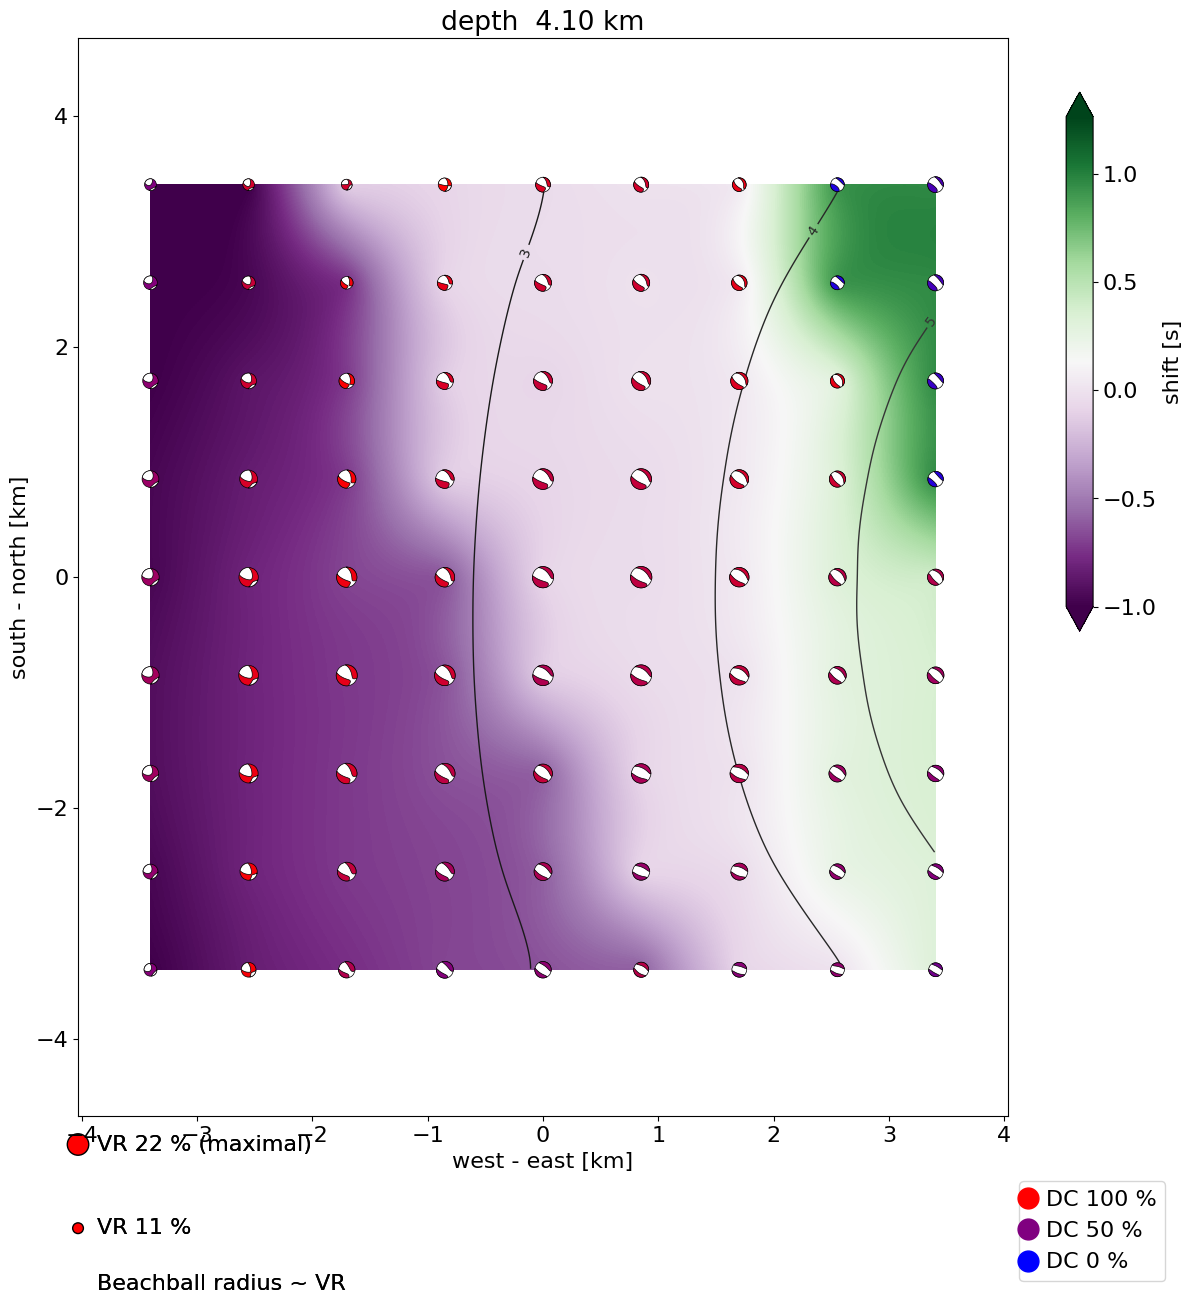 depth  4.10 km
4
2
0
−2
−4
south - north [km]
3
4
5
1.0
0.5
0.0
−0.5
−1.0
shift [s]
−4
−3
−2
−1
0
1
2
3
4
west - east [km]
VR 22 % (maximal)
VR 11 %
Beachball radius ~ VR
DC 100 %
DC 50 %
DC 0 %